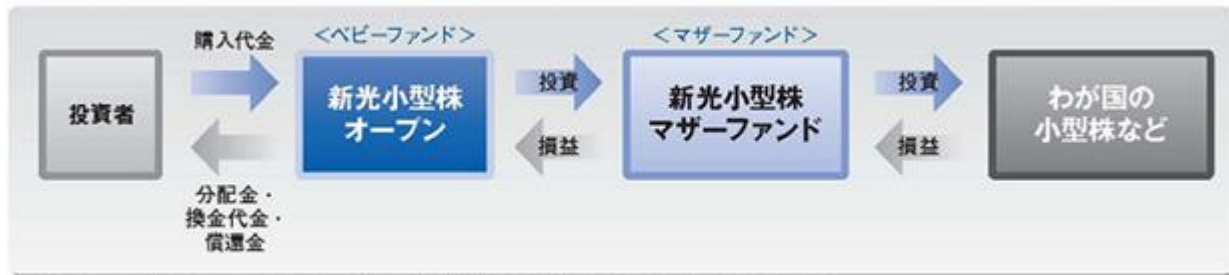 購入代金
<ベビーファンド>
<マザーファンド>
投資者
新光小型株
オープン
投資
損益
新光小型株
マザーファンド
投資
損益
わが国の
小型株など
分配金・
換金代金・
償還金